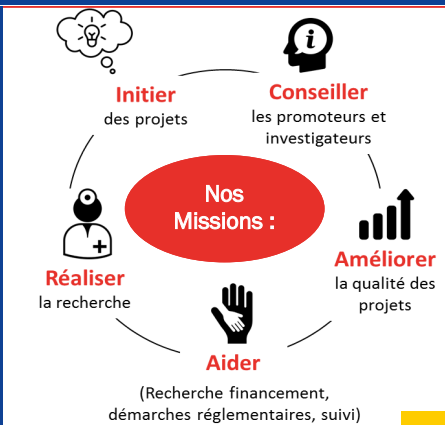 Initier
des projets
Conseiller
les promoteurs et
investigateurs
Nos
Missions :
Améliorer
la qualité des
projets
Réaliser
la recherche
Aider
(Recherche financement,
démarches réglementaires, suivi)